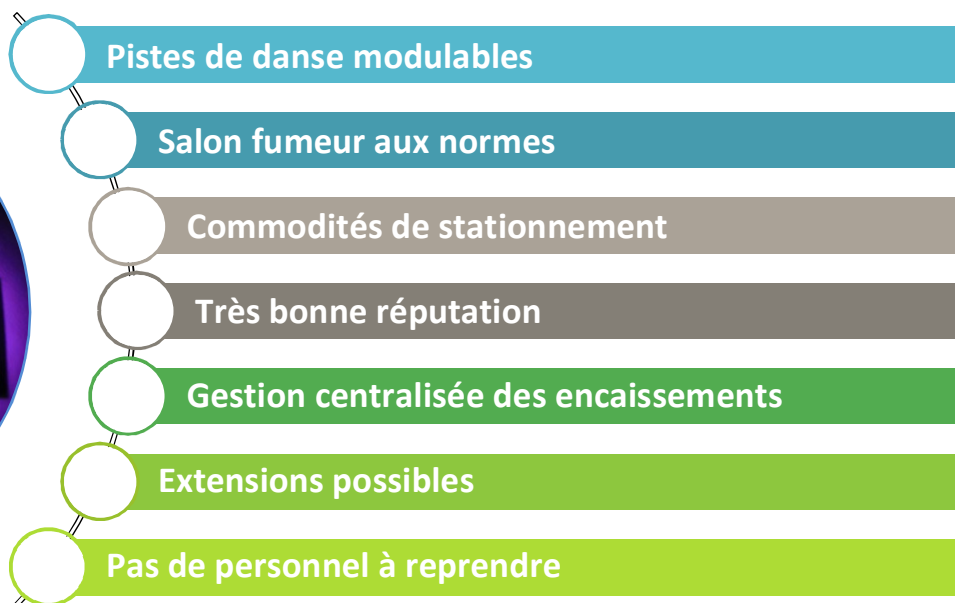 Pistes de danse modulables
Salon fumeur aux normes
Commodités de stationnement
Très bonne réputation
Gestion centralisée des encaissements
Extensions possibles
Pas de personnel à reprendre